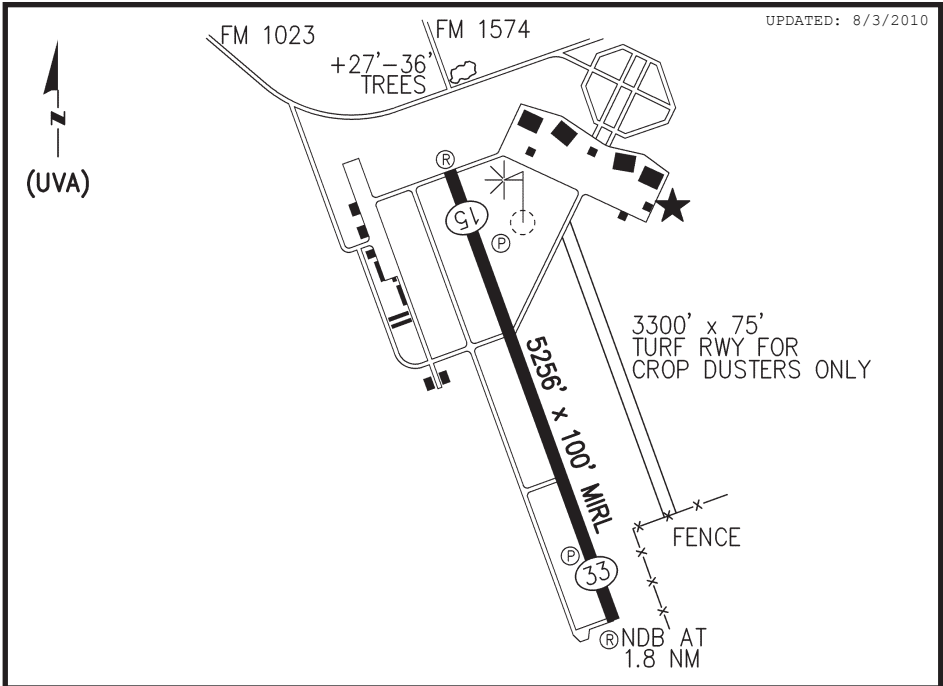 UPDATED: 8/3/2010
FM 1023
FM 1574
+27'-36'
TREES
N
(UVA)
R
15
P
3300' x 75'
TURF RWY FOR
CROP DUSTERS ONLY
5256' x 100' MIRL
FENCE
P
33
R
NDB AT
1.8 NM